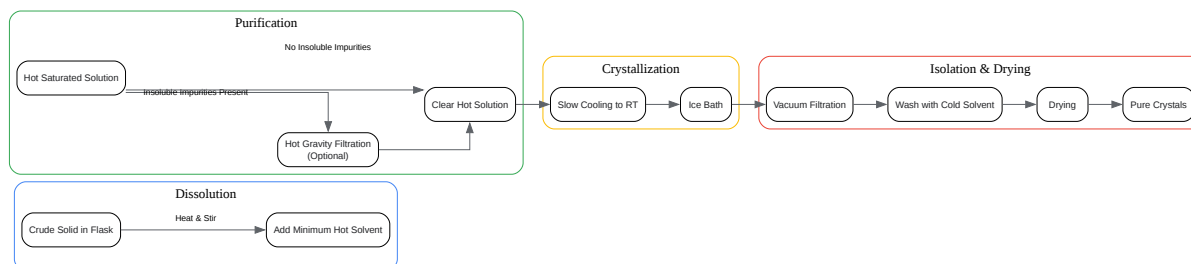 Purification
No Insoluble Impurities
Hot Saturated Solution
Insoluble Impurities Present
Clear Hot Solution
Hot Gravity Filtration
(Optional)
Crystallization
Slow Cooling to RT
Ice Bath
Isolation & Drying
Vacuum Filtration
Wash with Cold Solvent
Drying
Pure Crystals
Dissolution
Crude Solid in Flask
Heat & Stir
Add Minimum Hot Solvent